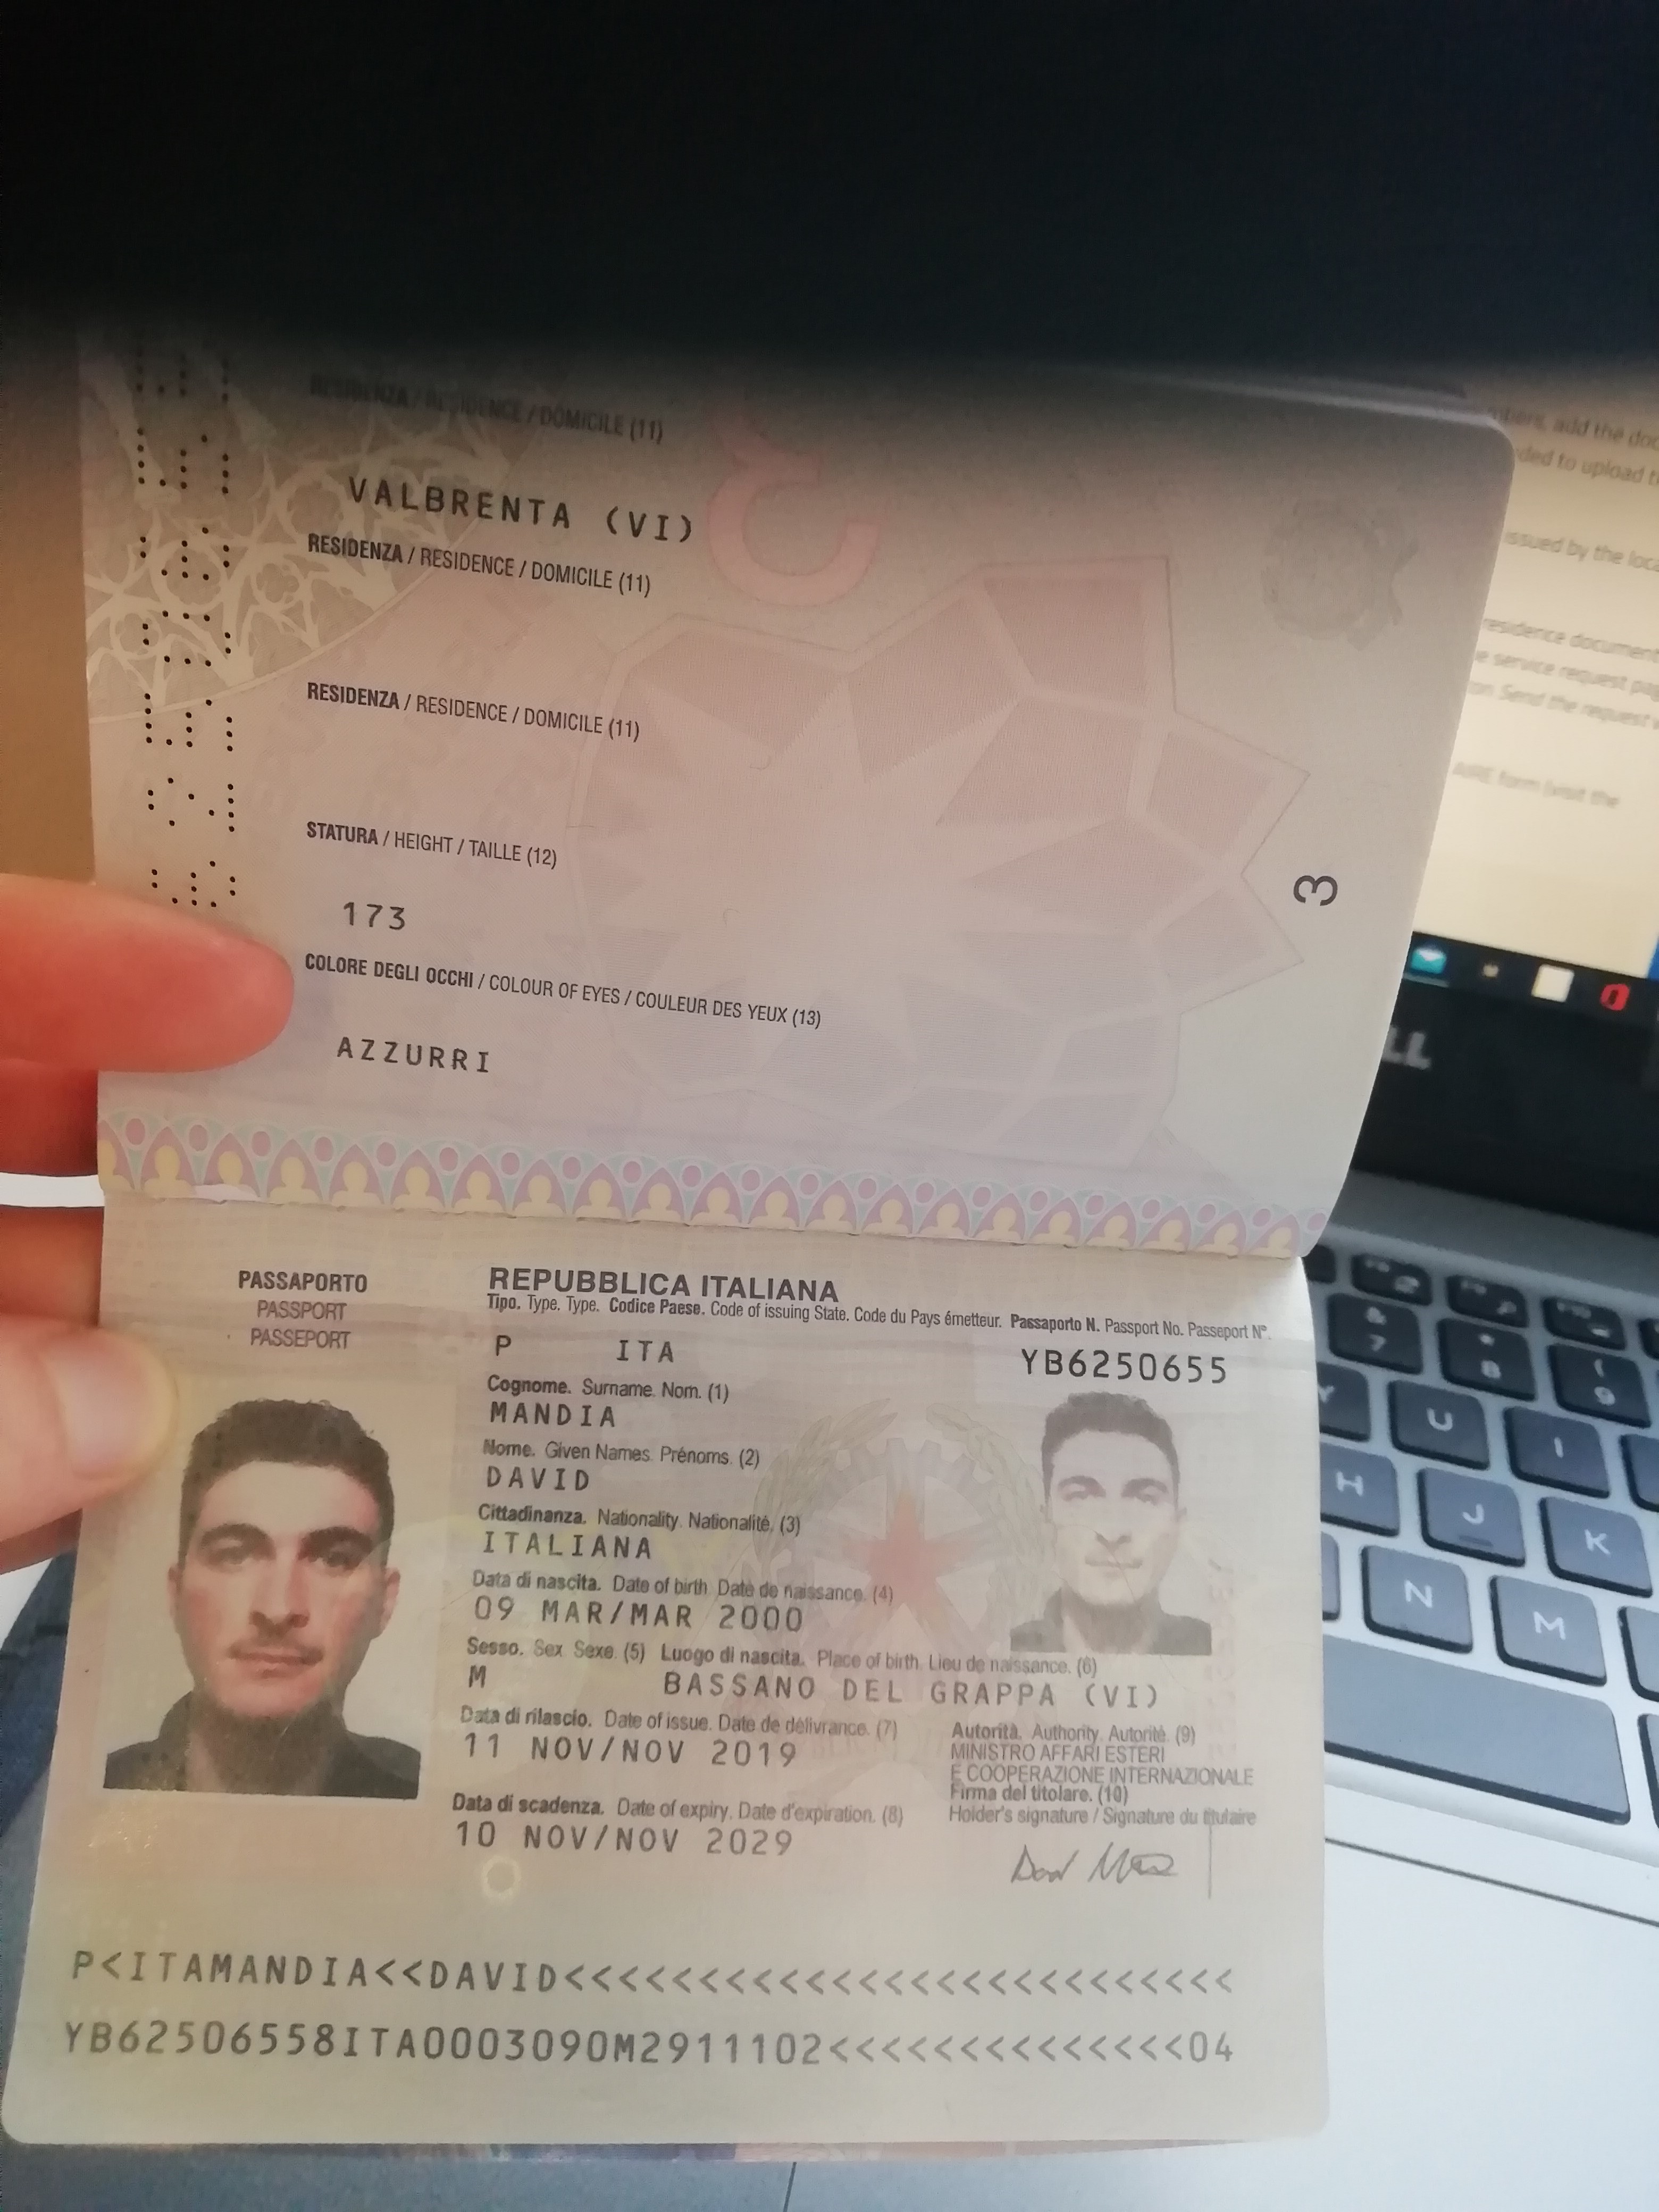 RESIDENZA / RESIDENCE / DOMICILE (11)
VALBRENTA (VI)
RESIDENZA / RESIDENCE / DOMICILE (11)
RESIDENZA / RESIDENCE / DOMICILE (11)
STATURA / HEIGHT / TAILLE (12)
173
COLORE DEGLI OCCHI / COLOUR OF EYES / COULEUR DES YEUX (13)
AZZURRI
3
PASSAPORTO
PASSPORT
PASSEPORT
REPUBBLICA ITALIANA
Tipo. Type. Type. Codice Paese. Code of issuing State. Code du Pays émetteur. Passaporto N. Passport No. Passeport N°.
P ITA YB6250655
Cognome. Surname. Nom. (1)
MANDIA
Nome. Given Names. Prénoms. (2)
DAVID
Cittadinanza. Nationality. Nationalité. (3)
ITALIANA
Data di nascita. Date of birth. Date de naissance. (4)
09 MAR/MAR 2000
Sesso. Sex. Sexe. (5) Luogo di nascita. Place of birth. Lieu de naissance. (6)
M BASSANO DEL GRAPPA (VI)
Data di rilascio. Date of issue. Date de délivrance. (7)
11 NOV/NOV 2019
Data di scadenza. Date of expiry. Date d'expiration. (8)
10 NOV/NOV 2029
Autorità. Authority. Autorité. (9)
MINISTRO AFFARI ESTERI
E COOPERAZIONE INTERNAZIONALE
Firma del titolare. (10)
Holder's signature / Signature du titulaire
P<ITAMANDIA<<DAVID<<<<<<<<<<<<<<<<<<<<<<<<<<
YB62506558ITA0003090M2911102<<<<<<<<<<<<<<04
add the
to upload
issued by the
residence document
service request
Send the request
AIRE form (visit the
7
8
9
U
I
H
J
K
N
M